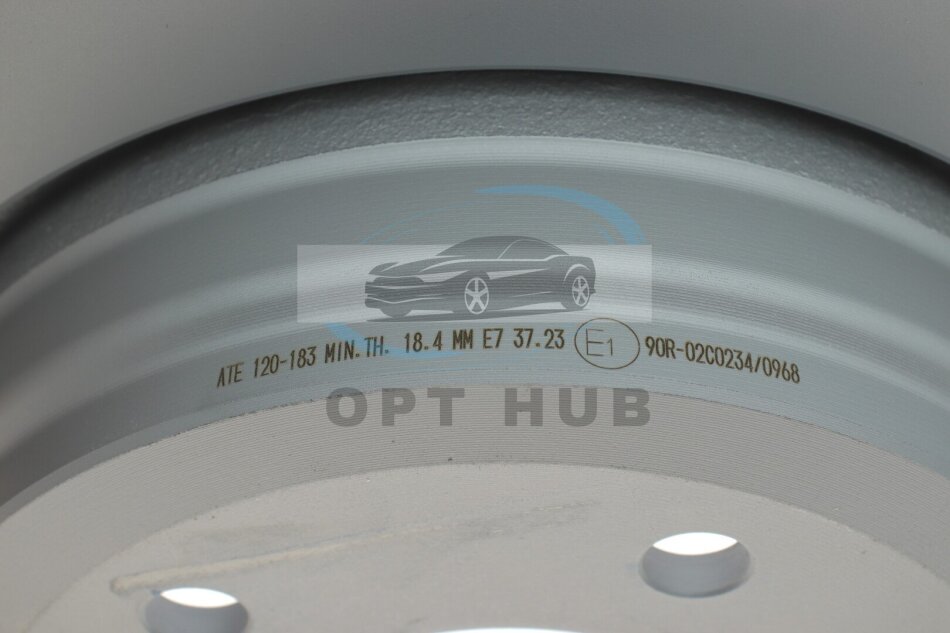 ATE 120-183 MIN.TH. 18.4 MM E7 37.23 E1 90R-02C0234/0968
OPT HUB